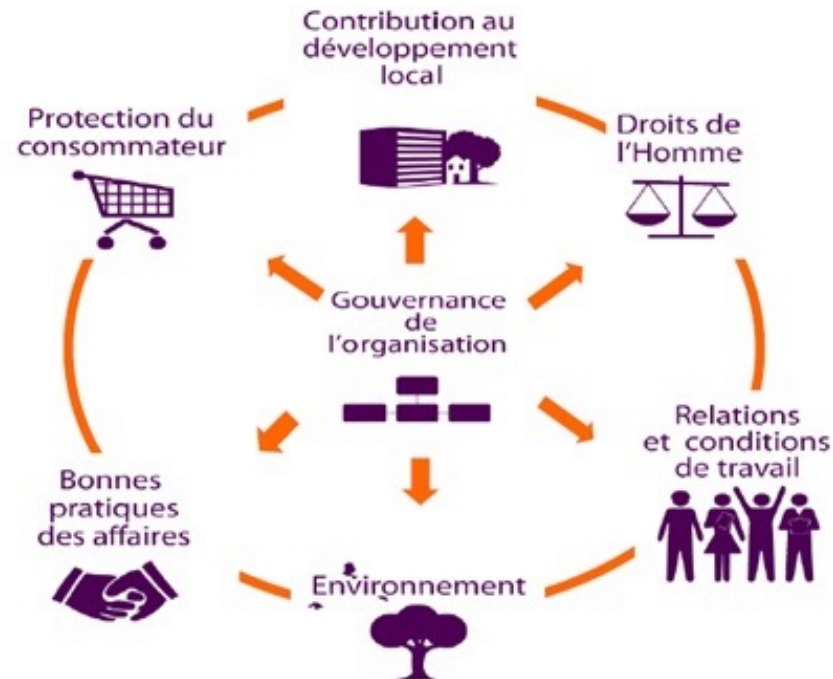 Contribution au
développement
local
Protection du
consommateur
Droits de
l'Homme
Gouvernance
de
l'organisation
Relations
et conditions
de travail
Bonnes
pratiques
des affaires
Environnement